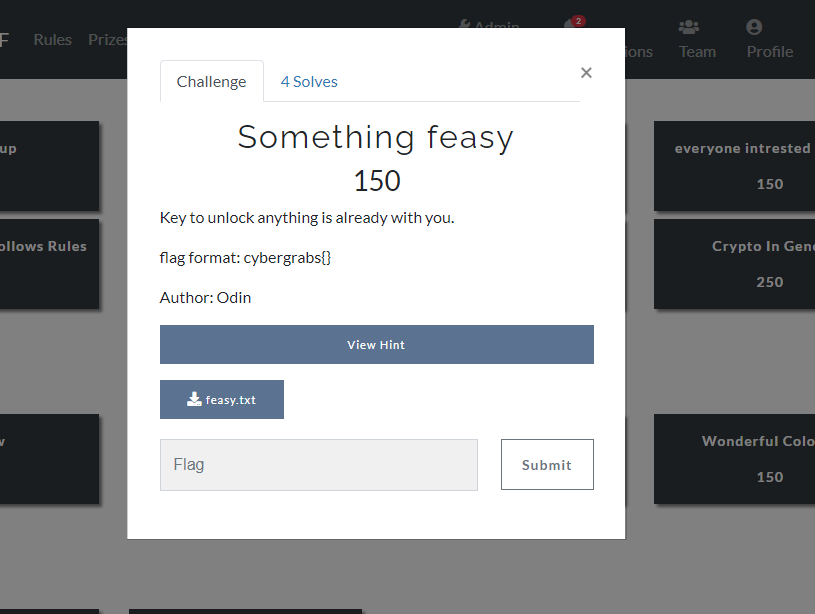 F Rules Prizes Admin 2 ions Team Profile
Challenge 4 Solves ×
Something feasy
150
Key to unlock anything is already with you.
flag format: cybergrabs{}
Author: Odin
View Hint
feasy.txt
Flag Submit
up
ollows Rules
w
everyone intrested
150
Crypto In Gene
250
Wonderful Colo
150